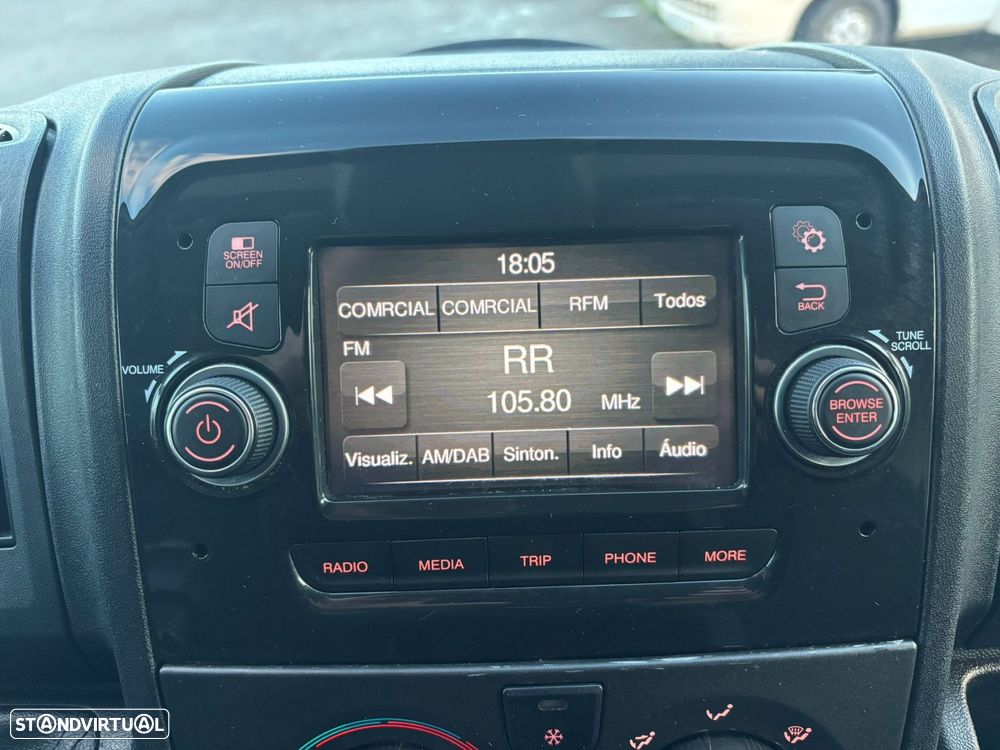 SCREEN
ON/OFF
VOLUME
18:05
COMRCIAL COMRCIAL RFM Todos
FM
RR
105.80 MHz
Visualiz. AM/DAB Sinton. Info Áudio
BACK
TUNE
SCROLL
BROWSE
ENTER
RADIO MEDIA TRIP PHONE MORE
STANDVIRTUAL